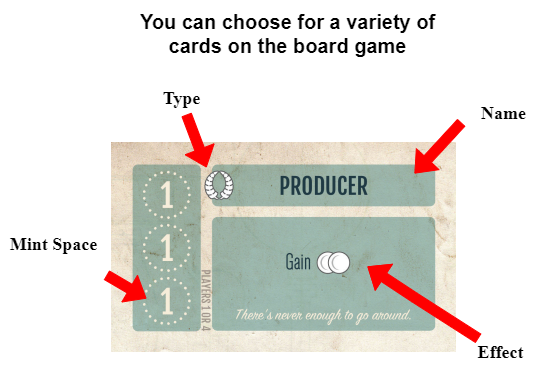 You can choose for a variety of
cards on the board game
Type
Name
PRODUCER
1
1
1
Mint Space
PLAYERS 1 OR 4
Gain
There's never enough to go around.
Effect